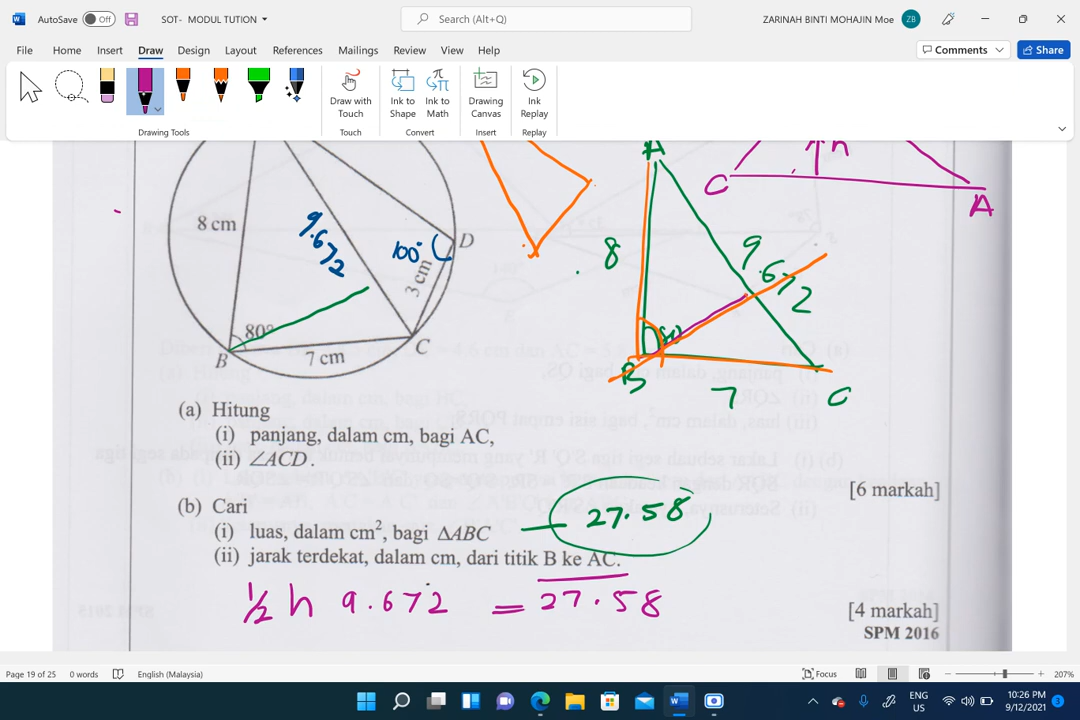 AutoSave Off SOT- MODUL TUTION Search (Alt+Q) ZARINAH BINTI MOHAJIN Moe ZB
File Home Insert Draw Design Layout References Mailings Review View Help Comments Share
Draw with Touch
Ink to Shape
Ink to Math
Drawing Canvas
Ink Replay
Drawing Tools Touch Convert Insert Replay
8 cm
9.672
100°
D
3 cm
80°
B
7 cm
C
A
8
9.672
B
7
C
h
C
A
(a) Hitung
(i) panjang, dalam cm, bagi AC,
(ii) ∠ACD.
[6 markah]
(b) Cari
(i) luas, dalam cm², bagi ΔABC
— 27.58
(ii) jarak terdekat, dalam cm, dari titik B ke AC.
½ h 9.672 = 27.58
[4 markah]
SPM 2016
Page 19 of 25 0 words English (Malaysia) Focus 207%
ENG US 10:26 PM 9/12/2021 3